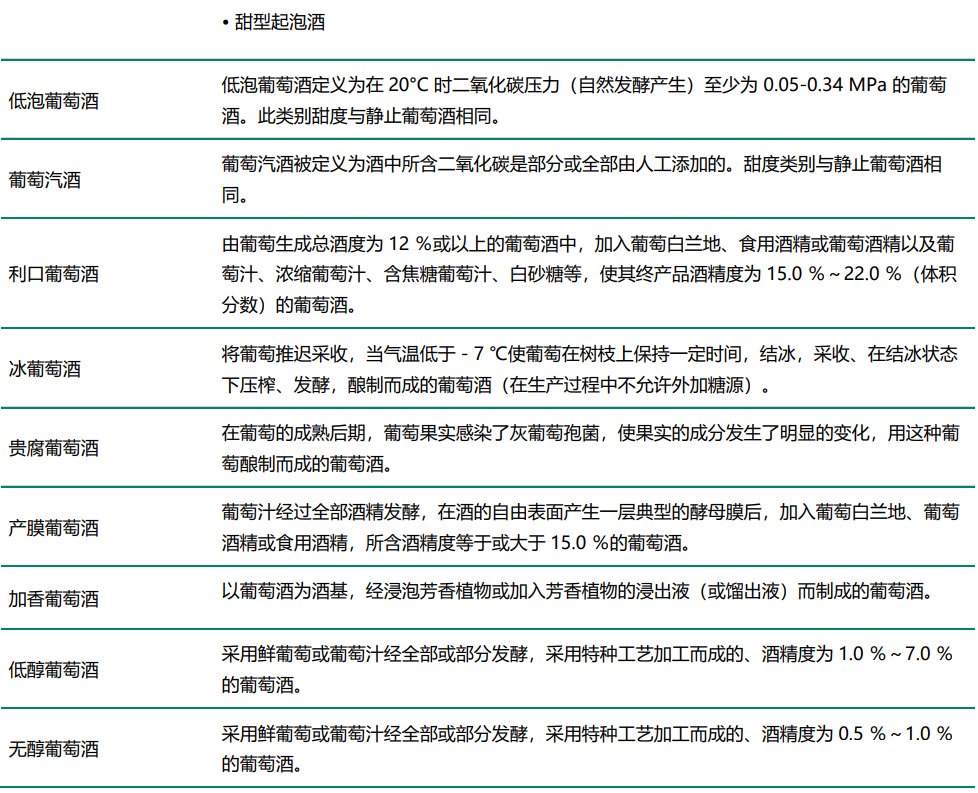 • 甜型起泡酒
低泡葡萄酒
低泡葡萄酒定义为在 20°C 时二氧化碳压力（自然发酵产生）至少为 0.05-0.34 MPa 的葡萄
酒。此类别甜度与静止葡萄酒相同。
葡萄汽酒
葡萄汽酒被定义为酒中所含二氧化碳是部分或全部由人工添加的。甜度类别与静止葡萄酒相
同。
利口葡萄酒
由葡萄生成总酒度为 12 %或以上的葡萄酒中，加入葡萄白兰地、食用酒精或葡萄酒精以及葡
萄汁、浓缩葡萄汁、含焦糖葡萄汁、白砂糖等，使其终产品酒精度为 15.0 %～22.0 %（体积
分数）的葡萄酒。
冰葡萄酒
将葡萄推迟采收，当气温低于 - 7 ℃使葡萄在树枝上保持一定时间，结冰，采收、在结冰状态
下压榨、发酵，酿制而成的葡萄酒（在生产过程中不允许外加糖源）。
贵腐葡萄酒
在葡萄的成熟后期，葡萄果实感染了灰葡萄孢菌，使果实的成分发生了明显的变化，用这种葡
萄酿制而成的葡萄酒。
产膜葡萄酒
葡萄汁经过全部酒精发酵，在酒的自由表面产生一层典型的酵母膜后，加入葡萄白兰地、葡萄
酒精或食用酒精，所含酒精度等于或大于 15.0 %的葡萄酒。
加香葡萄酒
以葡萄酒为酒基，经浸泡芳香植物或加入芳香植物的浸出液（或馏出液）而制成的葡萄酒。
低醇葡萄酒
采用鲜葡萄或葡萄汁经全部或部分发酵，采用特种工艺加工而成的、酒精度为 1.0 %～7.0 %
的葡萄酒。
无醇葡萄酒
采用鲜葡萄或葡萄汁经全部或部分发酵，采用特种工艺加工而成的、酒精度为 0.5 %～1.0 %
的葡萄酒。